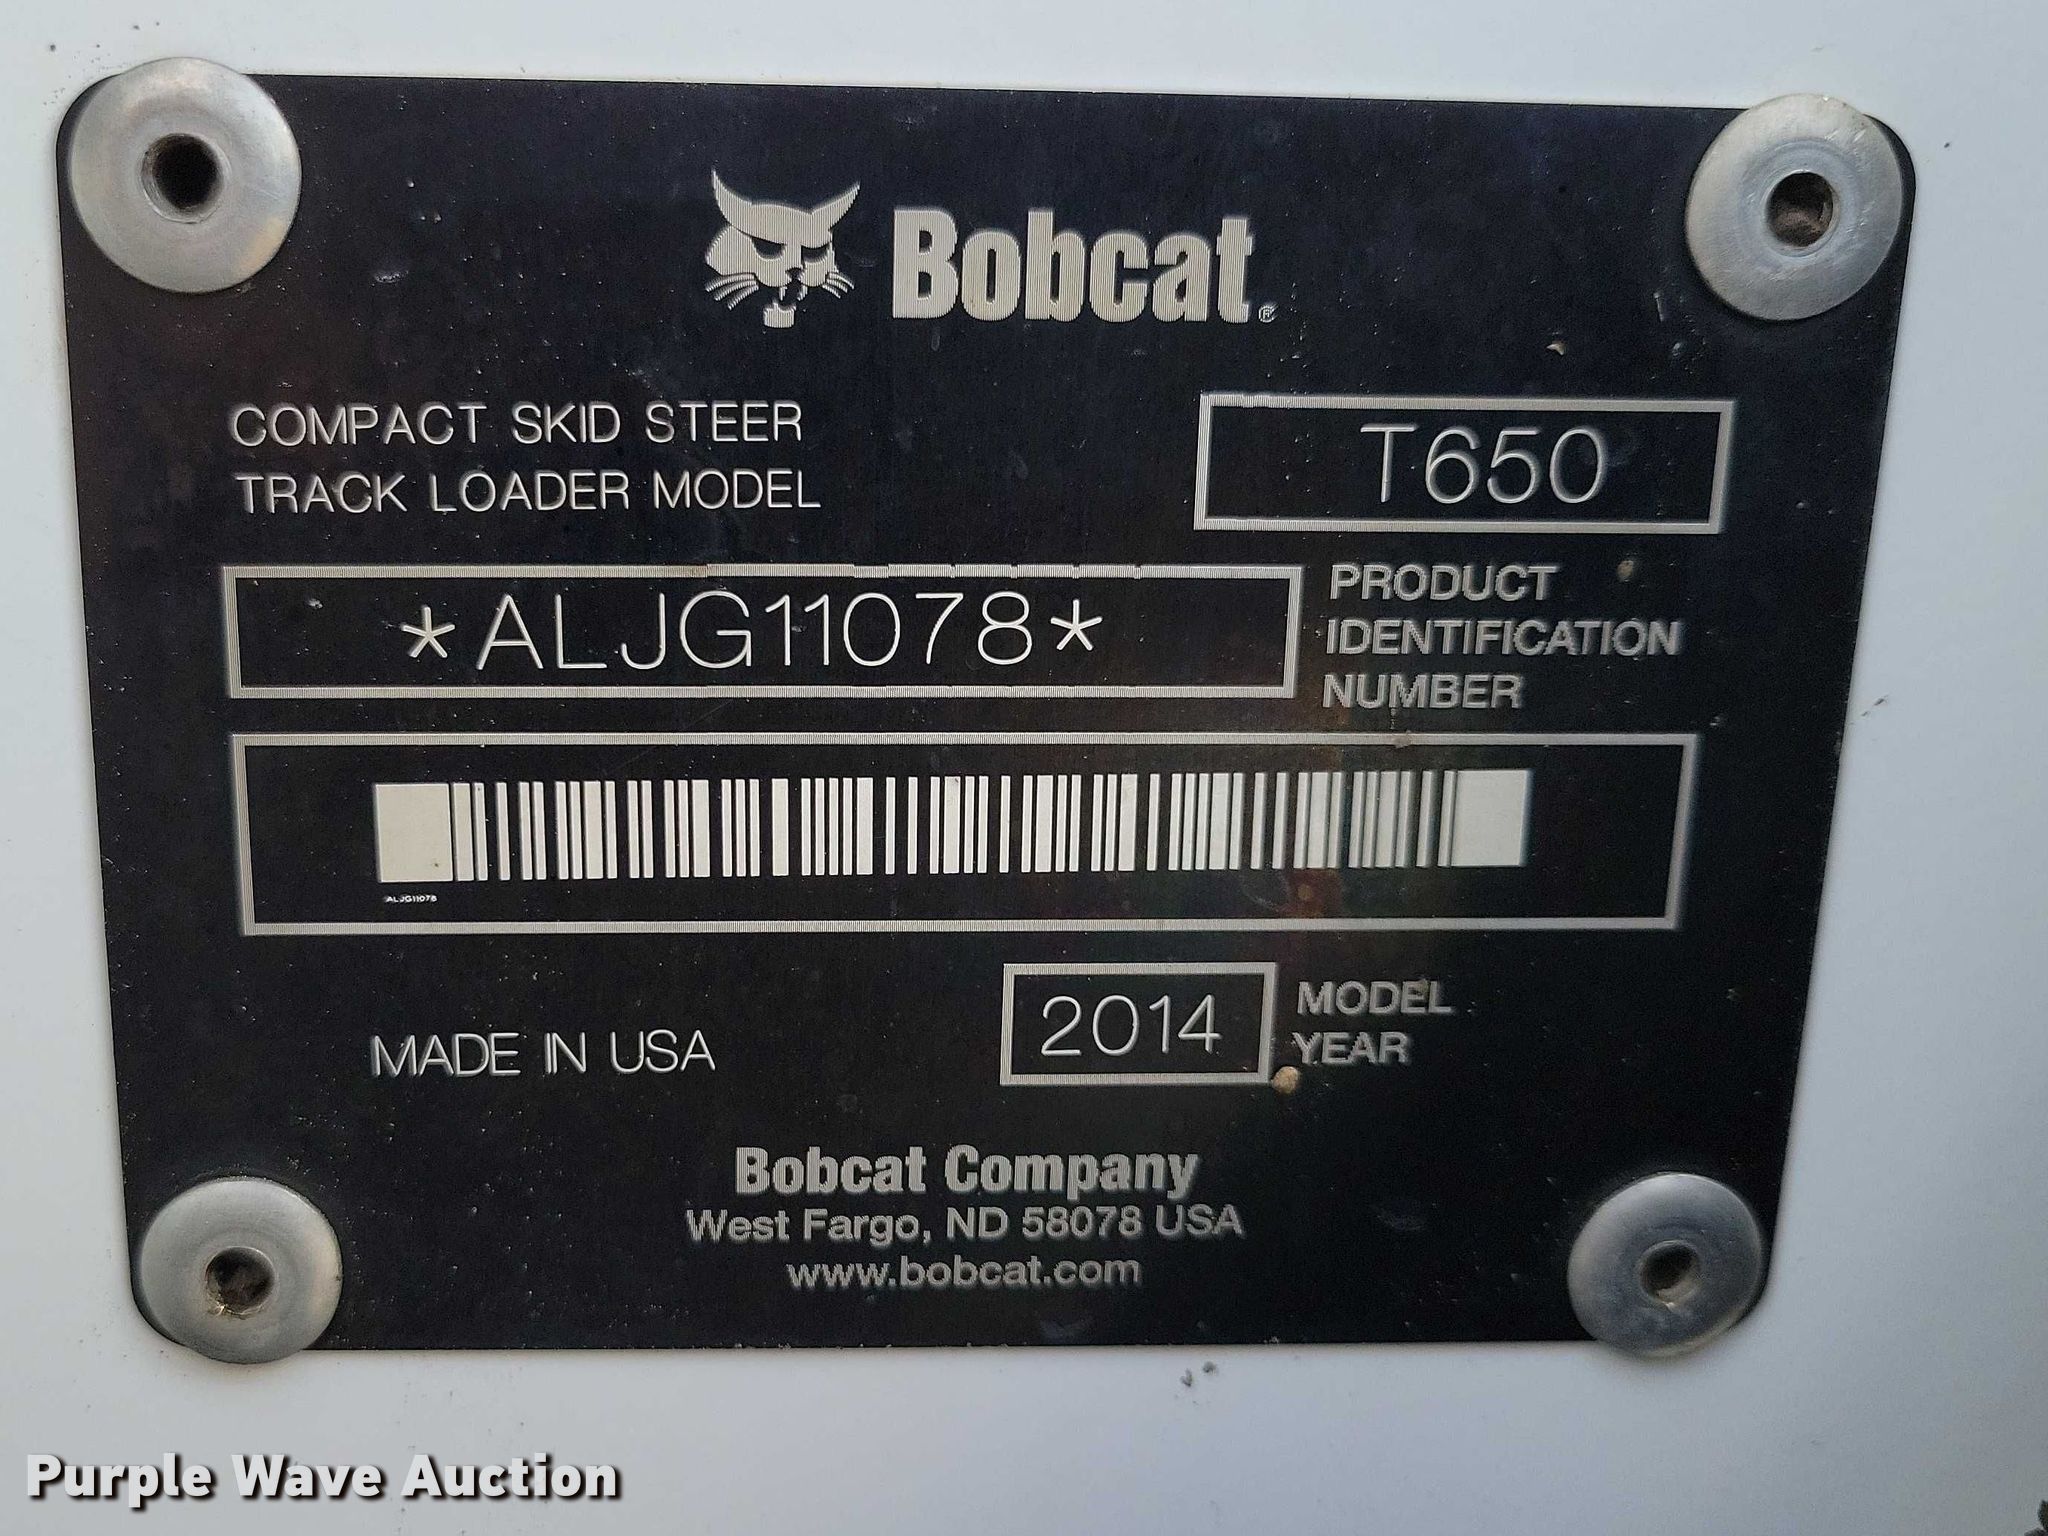 Bobcat®
COMPACT SKID STEER
TRACK LOADER MODEL
T650
*ALJG11078*
PRODUCT
IDENTIFICATION
NUMBER
ALJG11078
MADE IN USA
2014
MODEL
YEAR
Bobcat Company
West Fargo, ND 58078 USA
www.bobcat.com
Purple Wave Auction